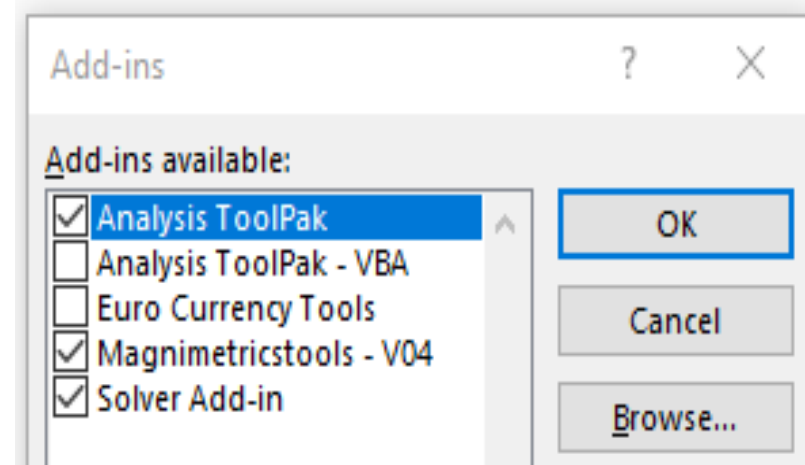 Add-ins ?
Add-ins available:
Analysis ToolPak
Analysis ToolPak - VBA
Euro Currency Tools
Magnimetricstools - V04
Solver Add-in
OK
Cancel
Browse...